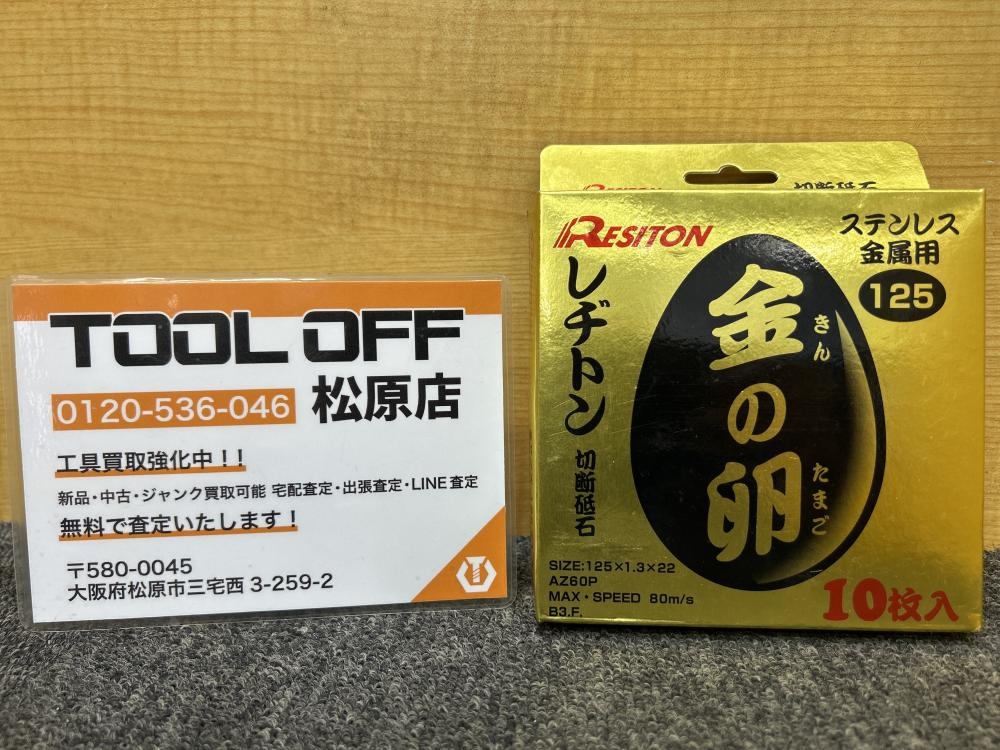 TOOL OFF
0120-536-046 松原店
工具買取強化中!!
新品・中古・ジャンク買取可能 宅配査定・出張査定・LINE査定
無料で査定いたします!
〒580-0045
大阪府松原市三宅西 3-259-2
RESITON
切断砥石
RESITON
ステンレス
金属用
125
レヂトン
切断砥石
金の卵
きん
たまご
SIZE:125×1.3×22
AZ60P
MAX・SPEED 80m/s
B3.F.
10枚入